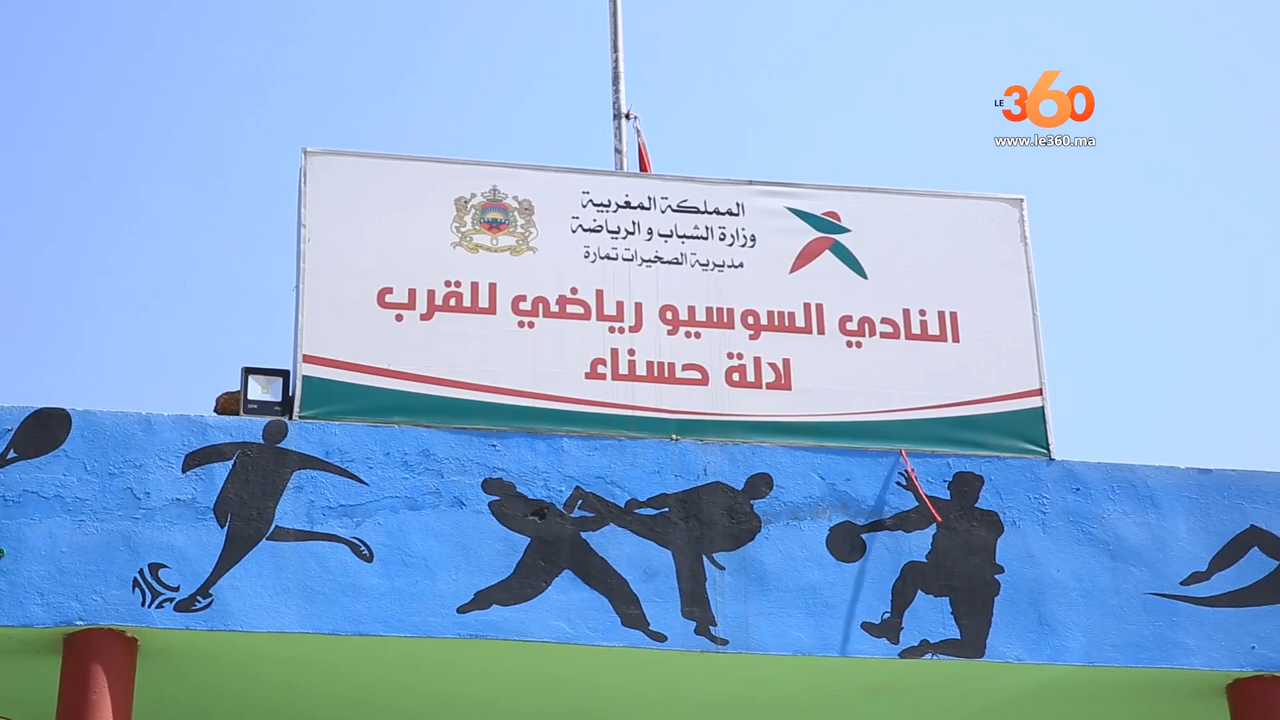 LE 360
www.le360.ma
المملكة المغربية
وزارة الشباب و الرياضة
مديرية الصخيرات تمارة
النادي السوسيو رياضي للقرب
لالة حسناء